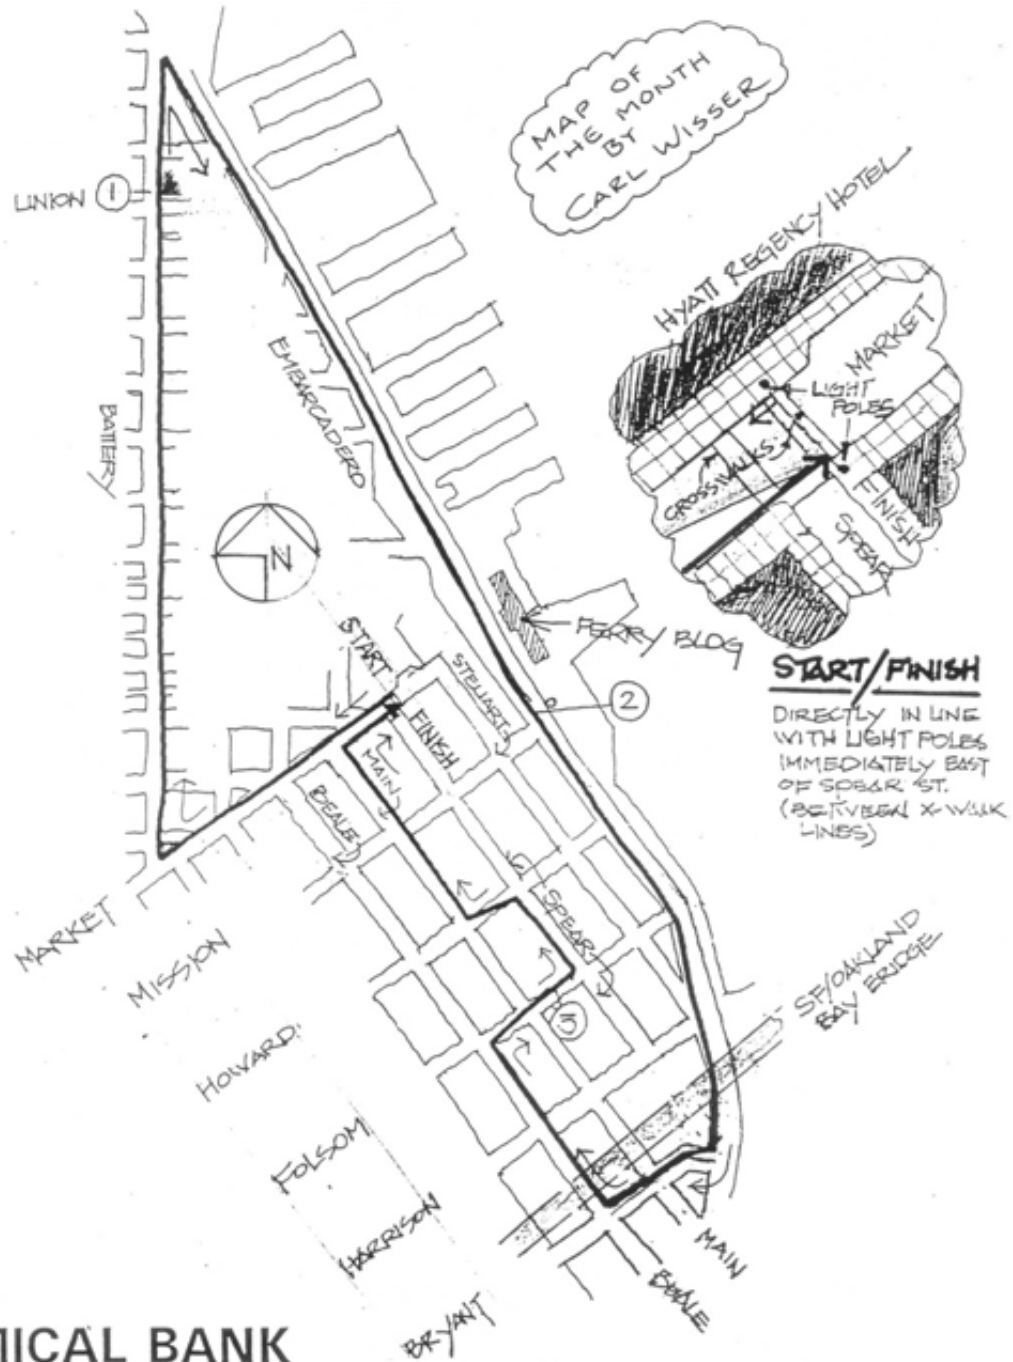 MAP OF
THE MONTH
BY
CARL WISSER
HYATT REGENCY HOTEL
MARKET
LIGHT
POLES
CROSSWALKS
FINISH
SPEAR
START/FINISH
DIRECTLY IN LINE
WITH LIGHT POLES
IMMEDIATELY EAST
OF SPEAR ST.
(BETWEEN X-WALK
LINES)
UNION 1
EMBARCADERO
BATTERY
N
FERRY BLDG
START
FINISH
STEUART
2
MAIN
BEALE
SPEAR
3
SF/OAKLAND
BAY BRIDGE
MARKET
MISSION
HOWARD
FOLSOM
HARRISON
BRYANT
BEALE
MAIN
MICAL BANK